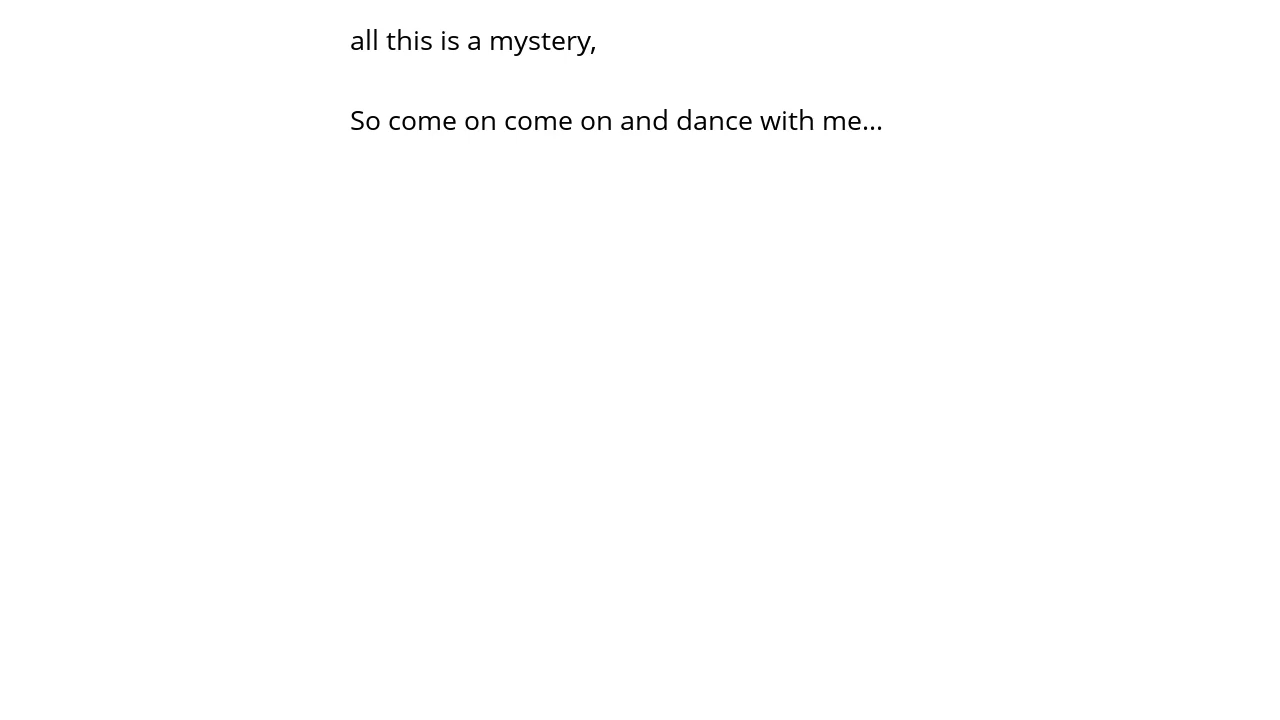 all this is a mystery,
So come on come on and dance with me...